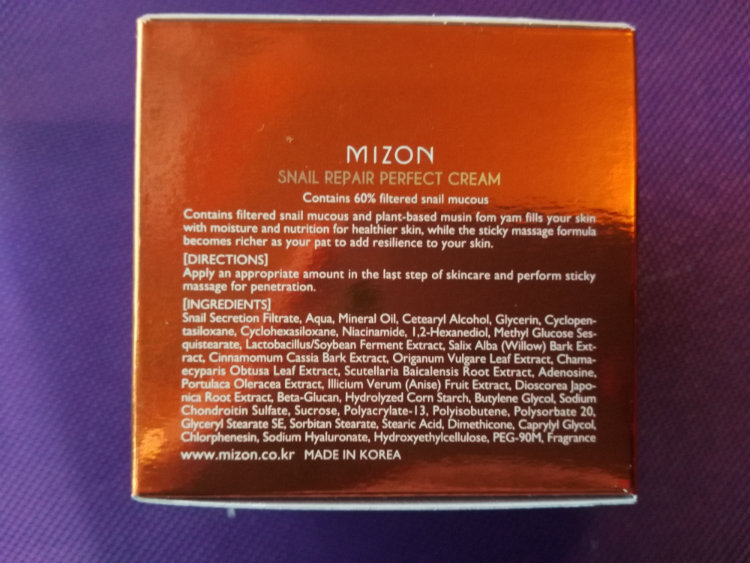 MIZON
SNAIL REPAIR PERFECT CREAM
Contains 60% filtered snail mucous
Contains filtered snail mucous and plant-based musin fom yam fills your skin
with moisture and nutrition for healthier skin, while the sticky massage formula
becomes richer as your pat to add resilience to your skin.
[DIRECTIONS]
Apply an appropriate amount in the last step of skincare and perform sticky
massage for penetration.
[INGREDIENTS]
Snail Secretion Filtrate, Aqua, Mineral Oil, Cetearyl Alcohol, Glycerin, Cyclopen-
tasiloxane, Cyclohexasiloxane, Niacinamide, 1,2-Hexanediol, Methyl Glucose Ses-
quistearate, Lactobacillus/Soybean Ferment Extract, Salix Alba (Willow) Bark Ext-
ract, Cinnamomum Cassia Bark Extract, Origanum Vulgare Leaf Extract, Chama-
ecyparis Obtusa Leaf Extract, Scutellaria Baicalensis Root Extract, Adenosine,
Portulaca Oleracea Extract, Illicium Verum (Anise) Fruit Extract, Dioscorea Japo-
nica Root Extract, Beta-Glucan, Hydrolyzed Corn Starch, Butylene Glycol, Sodium
Chondroitin Sulfate, Sucrose, Polyacrylate-13, Polyisobutene, Polysorbate 20,
Glyceryl Stearate SE, Sorbitan Stearate, Stearic Acid, Dimethicone, Caprylyl Glycol,
Chlorphenesin, Sodium Hyaluronate, Hydroxyethylcellulose, PEG-90M, Fragrance
www.mizon.co.kr MADE IN KOREA